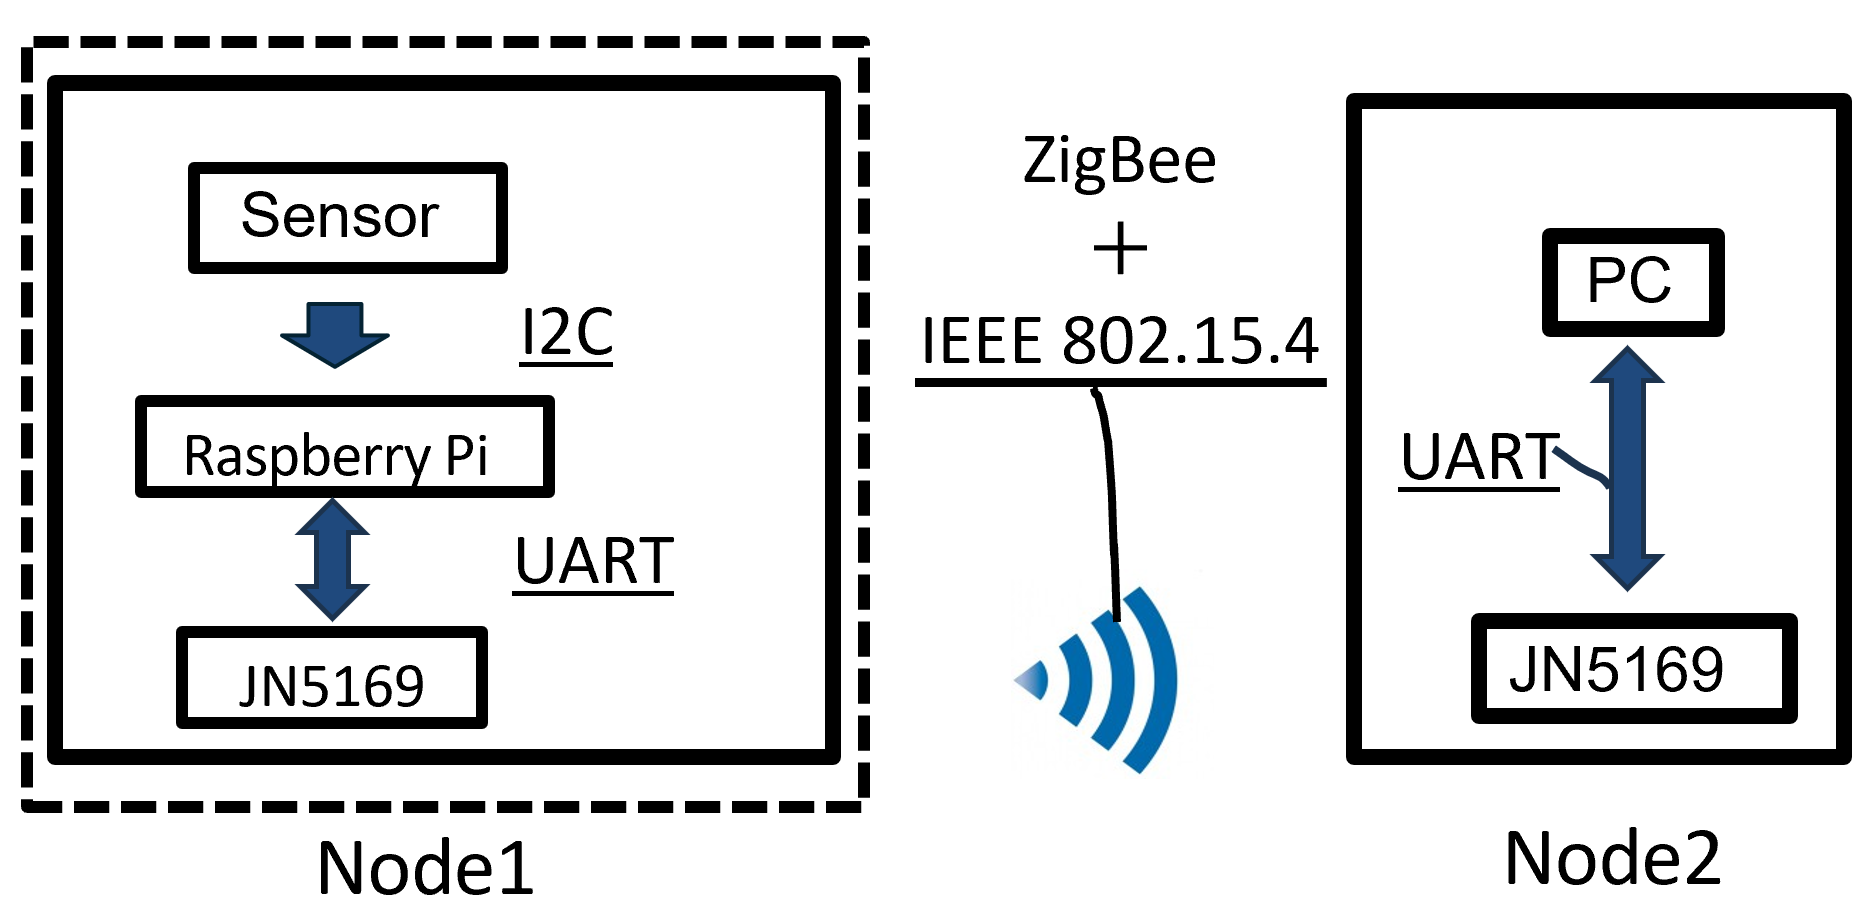 Sensor
I2C
Raspberry Pi
UART
JN5169
Node1
ZigBee
+
IEEE 802.15.4
PC
UART
JN5169
Node2